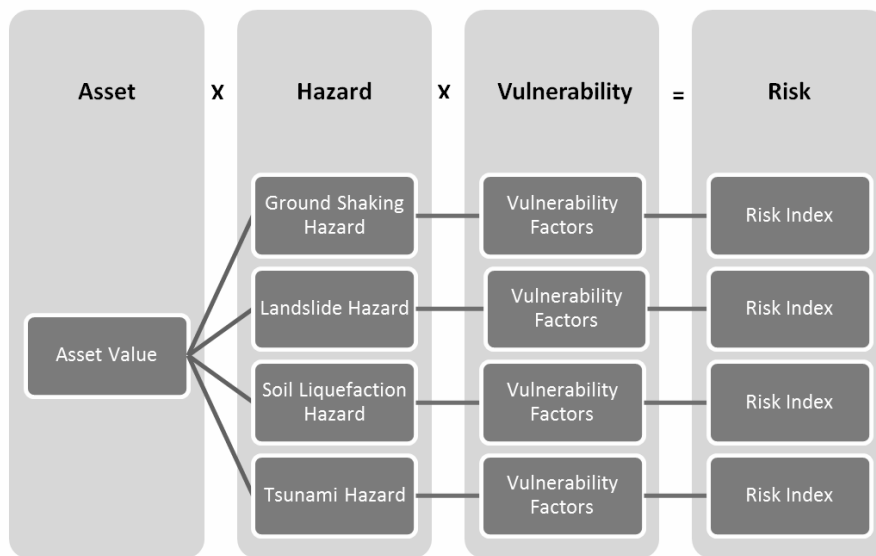 Asset X Hazard X Vulnerability = Risk
Ground Shaking
Hazard
Vulnerability
Factors
Risk Index
Landslide Hazard
Vulnerability
Factors
Risk Index
Asset Value
Soil Liquefaction
Hazard
Vulnerability
Factors
Risk Index
Tsunami Hazard
Vulnerability
Factors
Risk Index